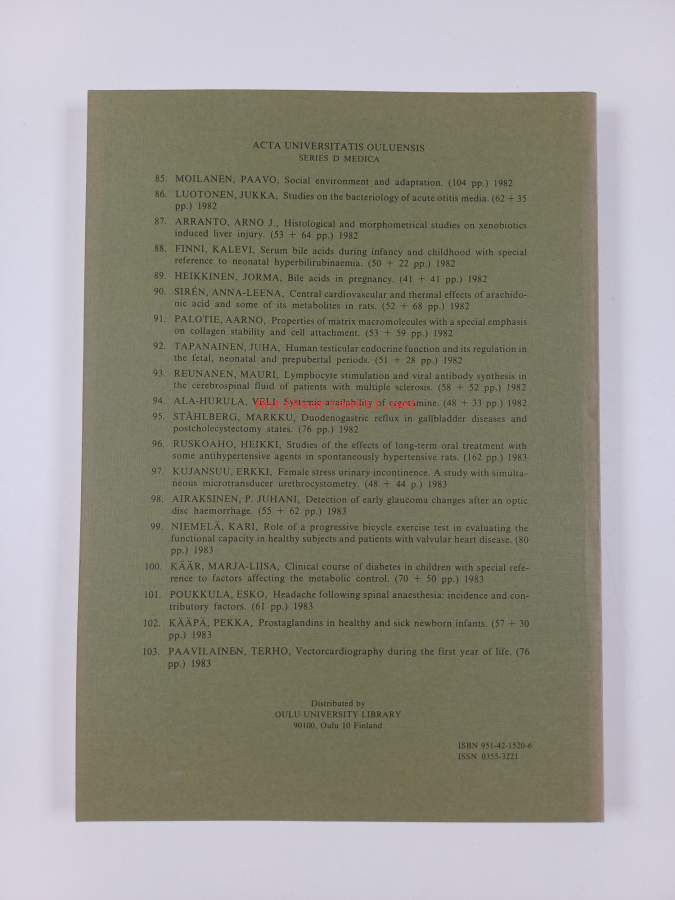 ACTA UNIVERSITATIS OULUENSIS
SERIES D MEDICA
85. MOILANEN, PAAVO, Social environment and adaptation. (104 pp.) 1982
86. LUOTONEN, JUKKA, Studies on the bacteriology of acute otitis media. (62 + 35
pp.) 1982
87. ARRANTO, ARNO J., Histological and morphometrical studies on xenobiotics
induced liver injury. (53 + 64 pp.) 1982
88. FINNI, KALEVI, Serum bile acids during infancy and childhood with special
reference to neonatal hyperbilirubinaemia. (50 + 22 pp.) 1982
89. HEIKKINEN, JORMA, Bile acids in pregnancy. (41 + 41 pp.) 1982
90. SIRÉN, ANNA-LEENA, Central cardiovascular and thermal effects of arachido-
nic acid and some of its metabolites in rats. (52 + 68 pp.) 1982
91. PALOTIE, AARNO, Properties of matrix macromolecules with a special emphasis
on collagen stability and cell attachment. (53 + 59 pp.) 1982
92. TAPANAINEN, JUHA, Human testicular endocrine function and its regulation in
the fetal, neonatal and prepubertal periods. (51 + 28 pp.) 1982
93. REUNANEN, MAURI, Lymphocyte stimulation and viral antibody synthesis in
the cerebrospinal fluid of patients with multiple sclerosis. (58 + 52 pp.) 1982
94. ALA-HURULA, VELI, Systemic availability of ergotamine. (48 + 33 pp.) 1982
95. STÅHLBERG, MARKKU, Duodenogastric reflux in gallbladder diseases and
postcholecystectomy states. (76 pp.) 1982
96. RUSKOAHO, HEIKKI, Studies of the effects of long-term oral treatment with
some antihypertensive agents in spontaneously hypertensive rats. (162 pp.) 1983
97. KUJANSUU, ERKKI, Female stress urinary incontinence. A study with simulta-
neous microtransducer urethrocystometry. (48 + 44 p.) 1983
98. AIRAKSINEN, P. JUHANI, Detection of early glaucoma changes after an optic
disc haemorrhage. (55 + 62 pp.) 1983
99. NIEMELÄ, KARI, Role of a progressive bicycle exercise test in evaluating the
functional capacity in healthy subjects and patients with valvular heart disease. (80
pp.) 1983
100. KÄÄR, MARJA-LIISA, Clinical course of diabetes in children with special refe-
rence to factors affecting the metabolic control. (70 + 50 pp.) 1983
101. POUKKULA, ESKO, Headache following spinal anaesthesia: incidence and con-
tributory factors. (61 pp.) 1983
102. KÄÄPÄ, PEKKA, Prostaglandins in healthy and sick newborn infants. (57 + 30
pp.) 1983
103. PAAVILAINEN, TERHO, Vectorcardiography during the first year of life. (76
pp.) 1983
Distributed by
OULU UNIVERSITY LIBRARY
90100, Oulu 10 Finland
ISBN 951-42-1520-6
ISSN 0355-3221